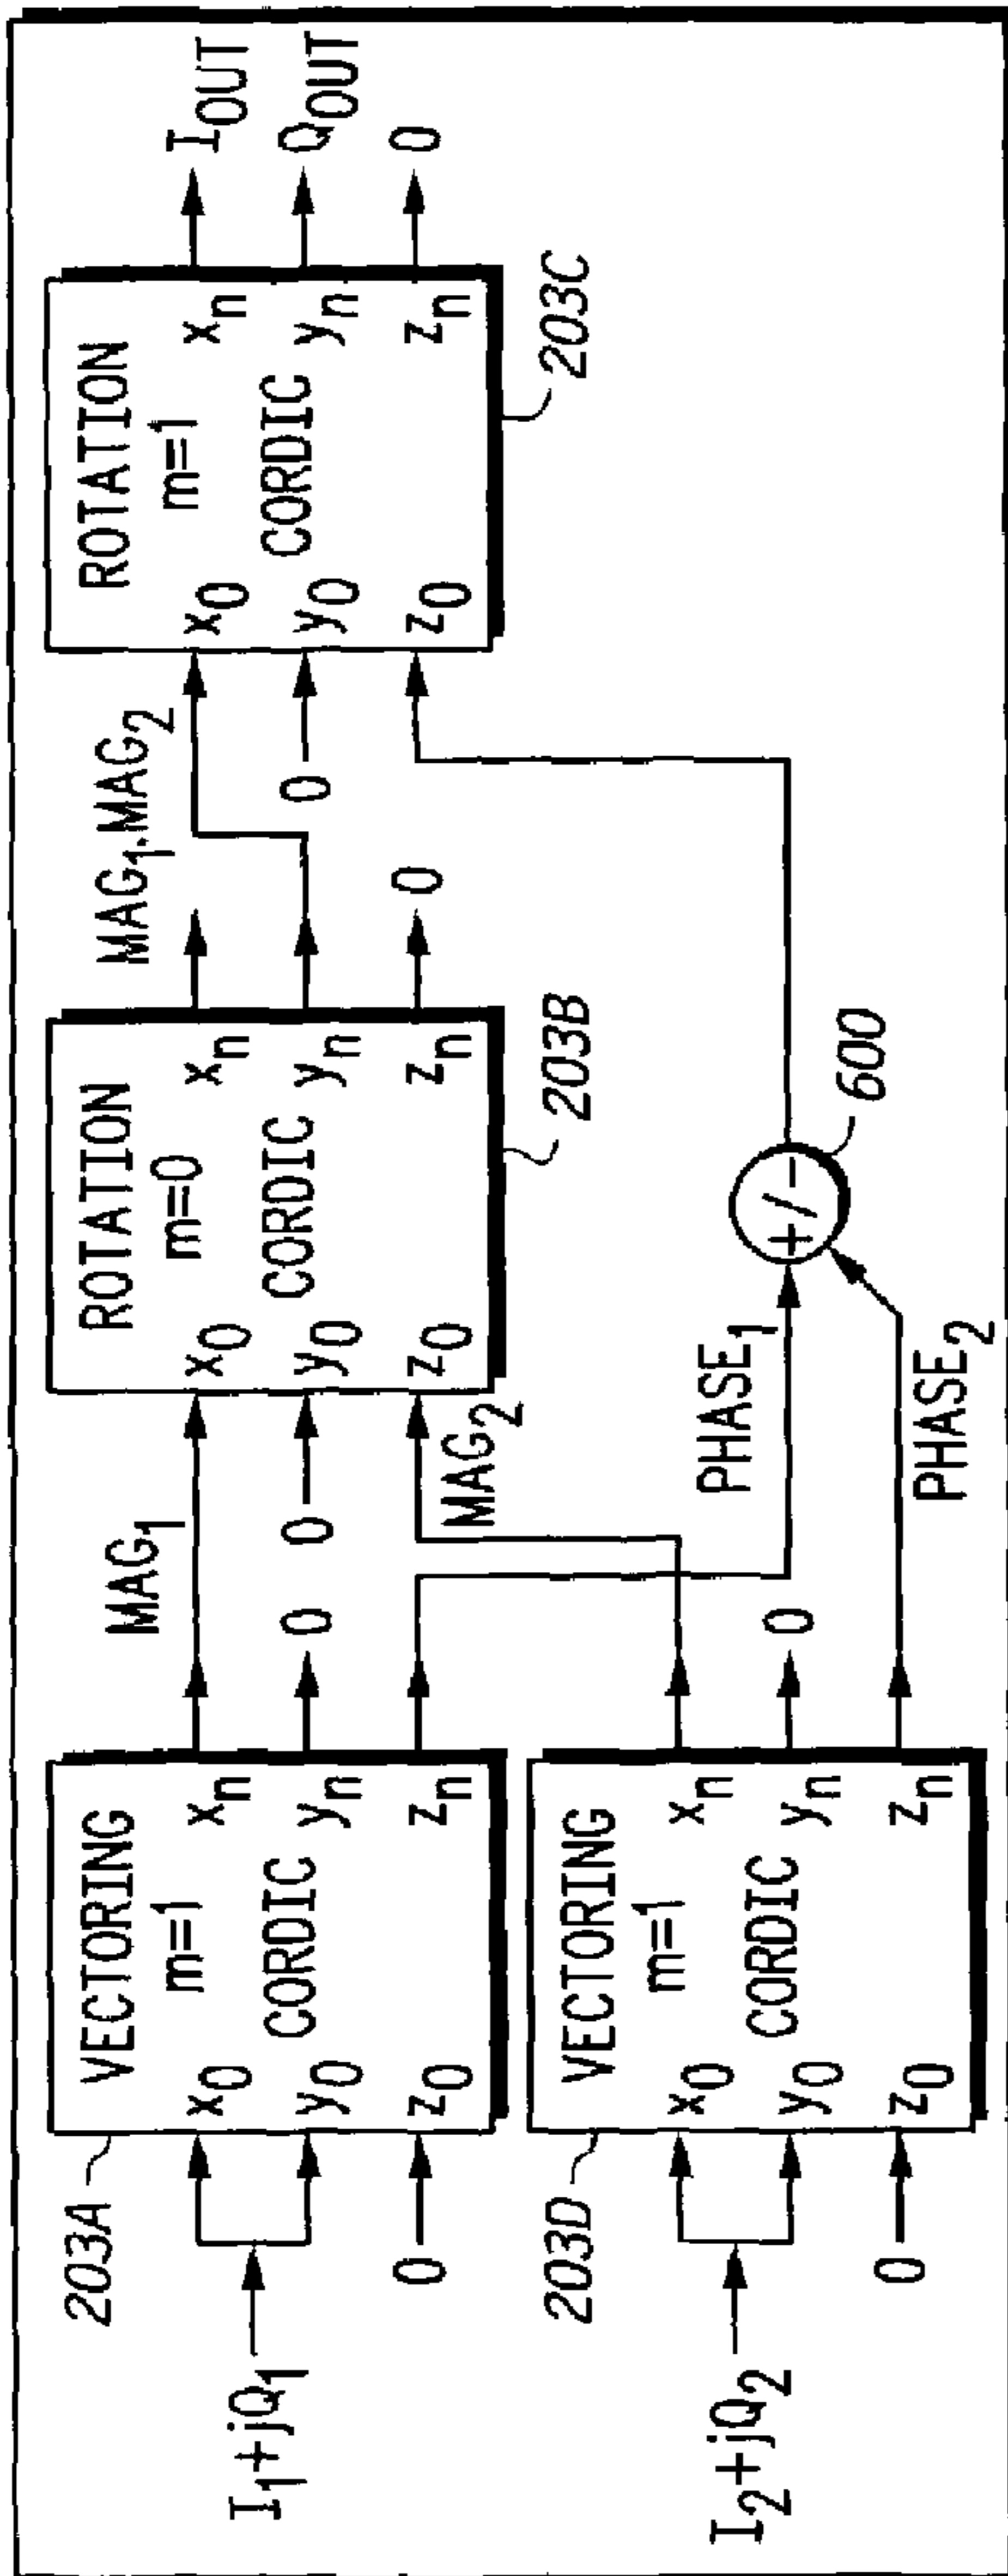 203A
VECTORING
m=1
CORDIC
I1+jQ1
x0
y0
z0
0
xn
yn
zn
MAG1
0
0
203B
ROTATION
m=0
CORDIC
x0
y0
z0
xn
yn
zn
MAG1.MAG2
0
0
203C
ROTATION
m=1
CORDIC
x0
y0
z0
xn
yn
zn
IOUT
QOUT
0
203D
VECTORING
m=1
CORDIC
I2+jQ2
x0
y0
z0
0
xn
yn
zn
MAG2
0
PHASE1
PHASE2
+/-
600